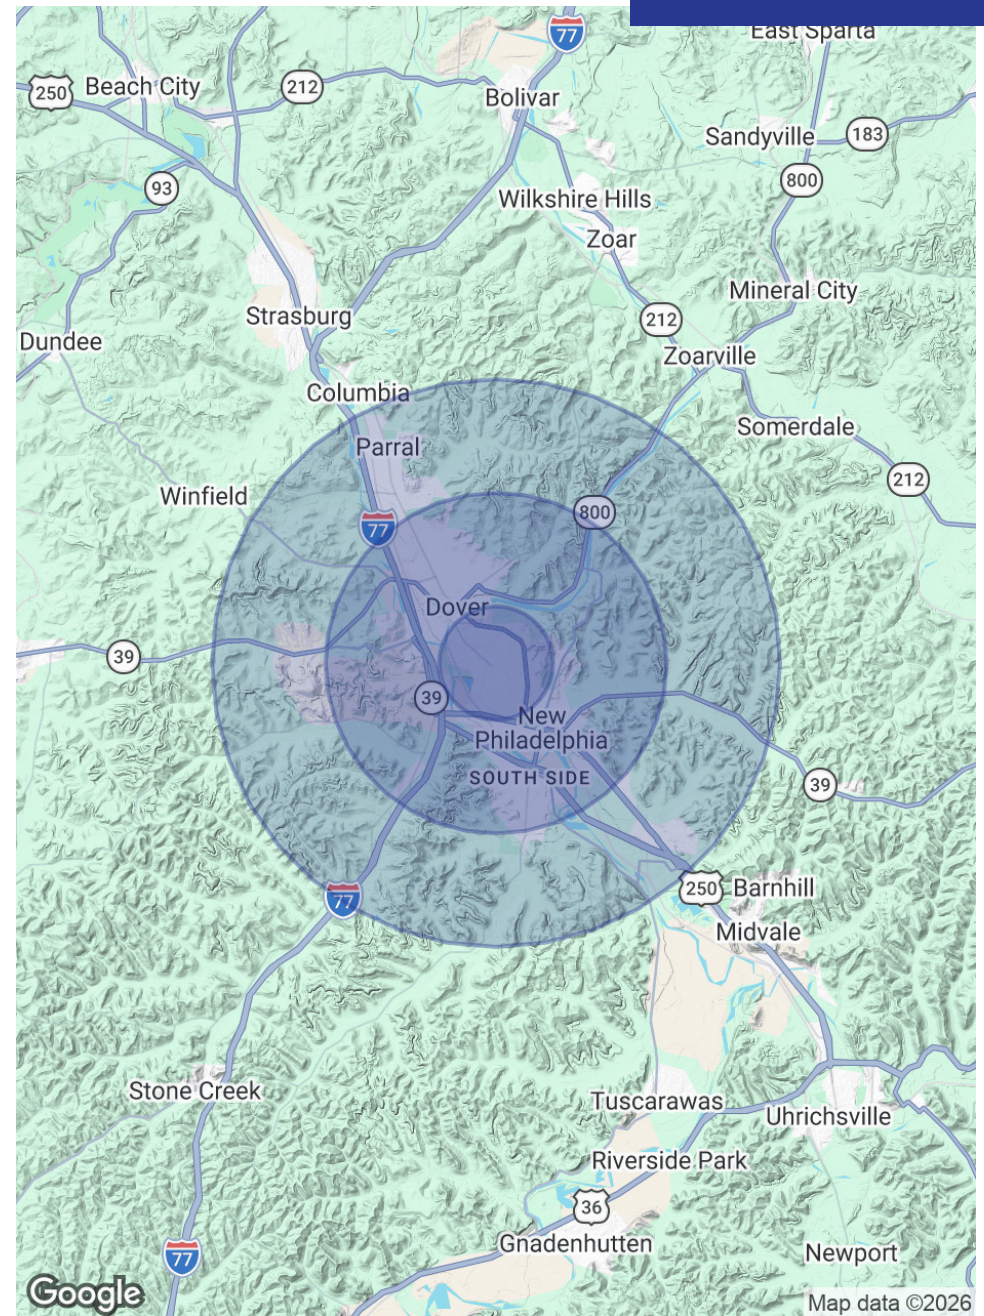 77
East Sparta
Beach City
250
212
Bolivar
Sandyville
183
800
93
Wilkshire Hills
Zoar
Mineral City
Strasburg
212
Dundee
Zoarville
Columbia
Somerdale
Parral
212
Winfield
800
77
Dover
39
39
New
Philadelphia
SOUTH SIDE
39
250
Barnhill
77
Midvale
Stone Creek
Tuscarawas
Uhrichsville
Riverside Park
36
Gnadenhutten
Newport
77
Google
Map data ©2026